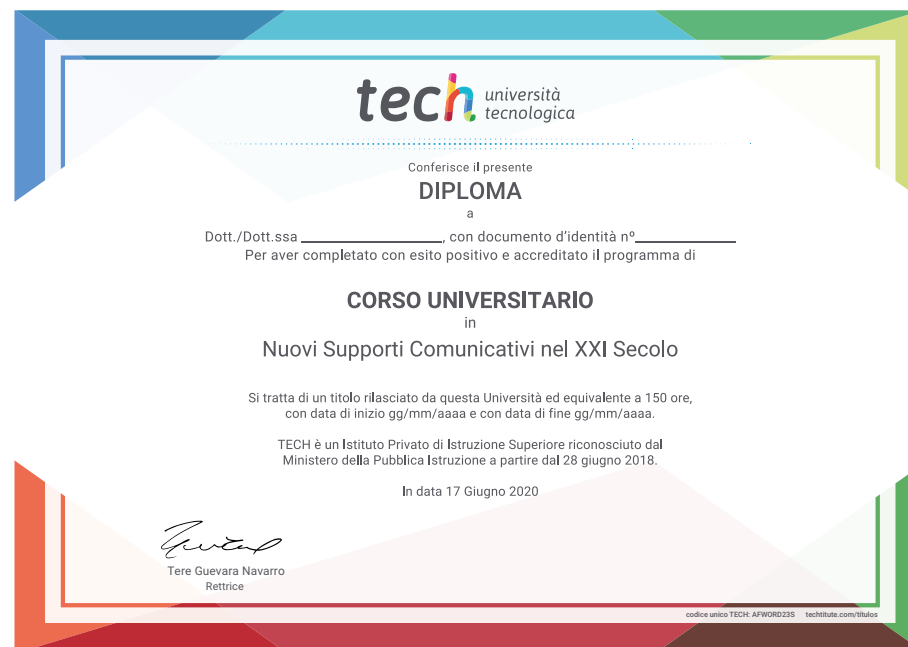 tech università
tecnologica
Conferisce il presente
DIPLOMA
a
Dott./Dott.ssa ____________________, con documento d'identità nº______________
Per aver completato con esito positivo e accreditato il programma di
CORSO UNIVERSITARIO
in
Nuovi Supporti Comunicativi nel XXI Secolo
Si tratta di un titolo rilasciato da questa Università ed equivalente a 150 ore,
con data di inizio gg/mm/aaaa e con data di fine gg/mm/aaaa.
TECH è un Istituto Privato di Istruzione Superiore riconosciuto dal
Ministero della Pubblica Istruzione a partire dal 28 giugno 2018.
In data 17 Giugno 2020
Tere Guevara Navarro
Rettrice
codice unico TECH: AFWORD23S techtitute.com/titulos